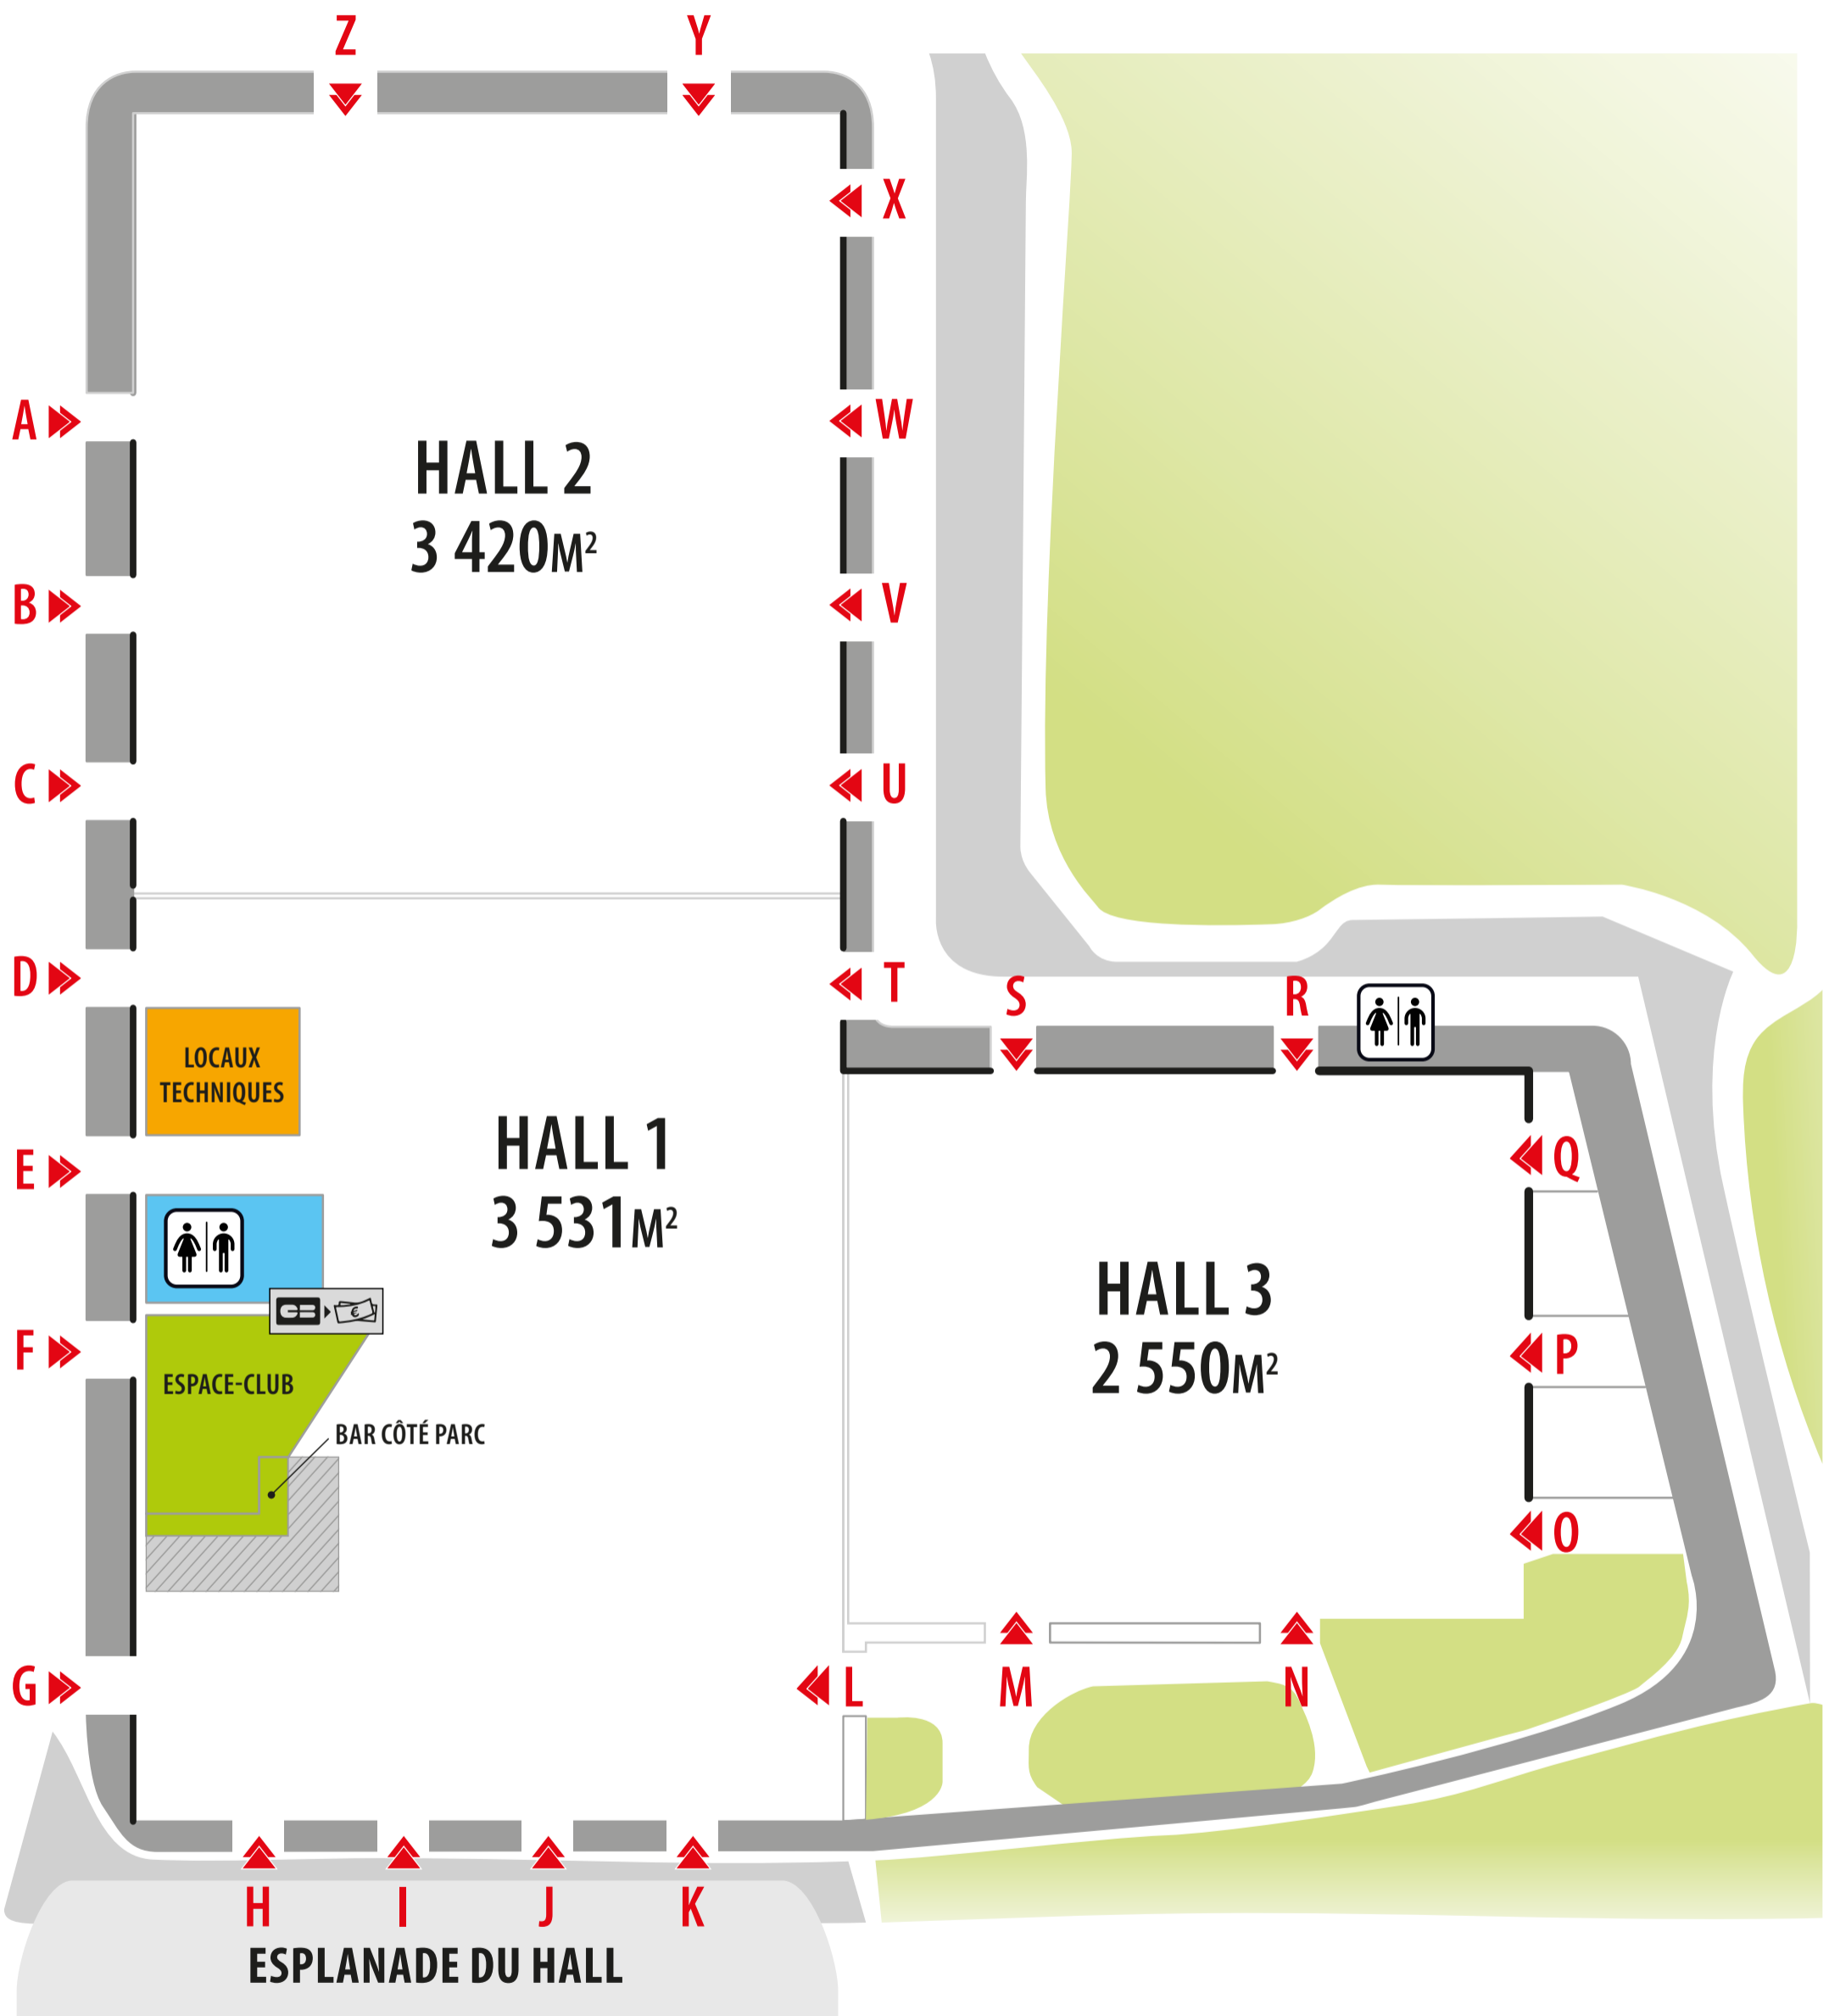 Z
Y
X
A
W
HALL 2
3 420M²
B
V
C
U
D
T
S
R
LOCAUX
TECHNIQUES
HALL 1
3 531M²
E
Q
CB
€
HALL 3
2 550M²
F
P
ESPACE-CLUB
BAR CÔTÉ PARC
O
G
L
M
N
H
I
J
K
ESPLANADE DU HALL